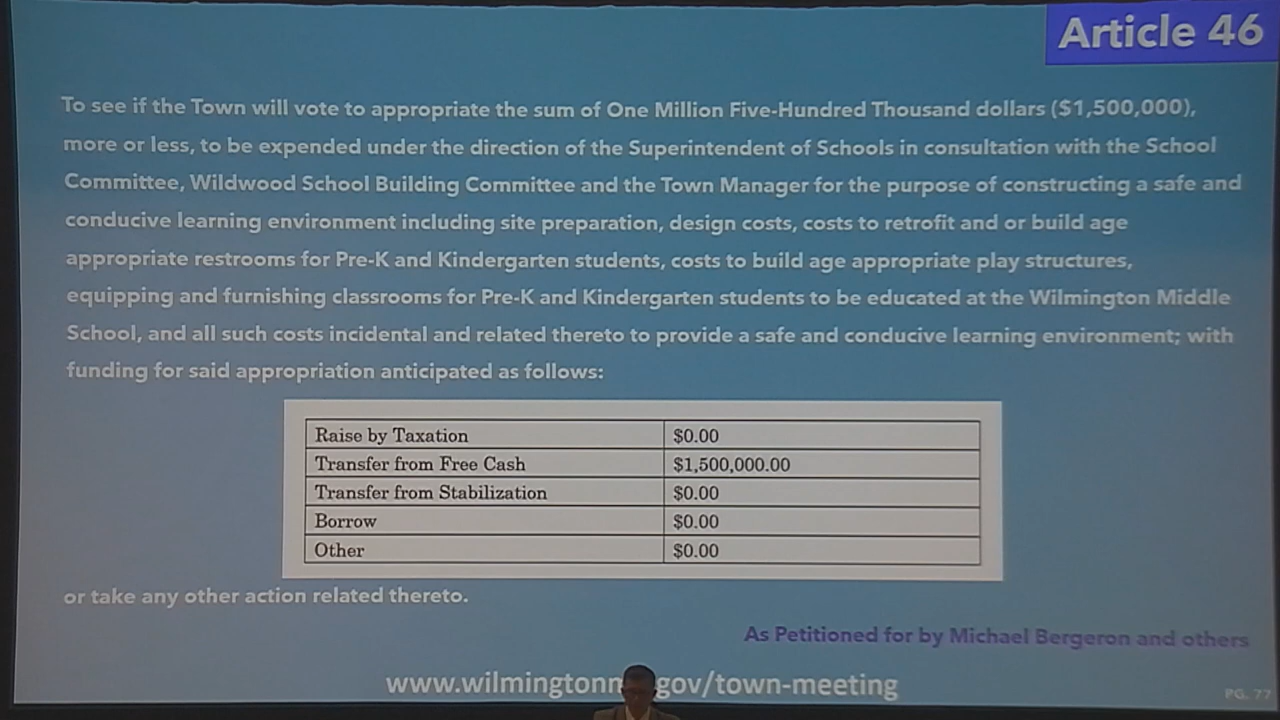 Article 46
To see if the Town will vote to appropriate the sum of One Million Five-Hundred Thousand dollars ($1,500,000),
more or less, to be expended under the direction of the Superintendent of Schools in consultation with the School
Committee, Wildwood School Building Committee and the Town Manager for the purpose of constructing a safe and
conducive learning environment including site preparation, design costs, costs to retrofit and or build age
appropriate restrooms for Pre-K and Kindergarten students, costs to build age appropriate play structures,
equipping and furnishing classrooms for Pre-K and Kindergarten students to be educated at the Wilmington Middle
School, and all such costs incidental and related thereto to provide a safe and conducive learning environment; with
funding for said appropriation anticipated as follows:
Raise by Taxation $0.00
Transfer from Free Cash $1,500,000.00
Transfer from Stabilization $0.00
Borrow $0.00
Other $0.00
or take any other action related thereto.
As Petitioned for by Michael Bergeron and others
gov/town-meeting
PG. 77